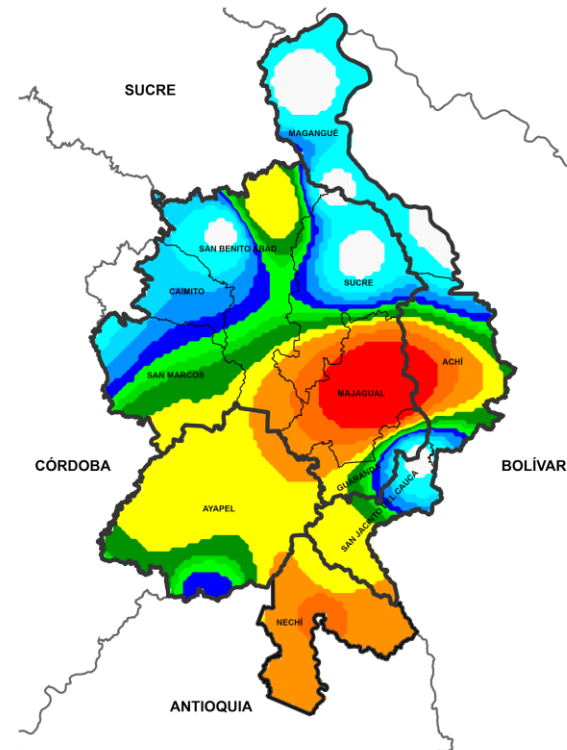 SUCRE
MAGANGUÉ
SAN BENITO ABAD
CAIMITO
SUCRE
SAN MARCOS
ACHÍ
MAJAGUAL
CÓRDOBA
BOLÍVAR
GUARANDA
SAN JACINTO DEL CAUCA
AYAPEL
NECHÍ
ANTIOQUIA